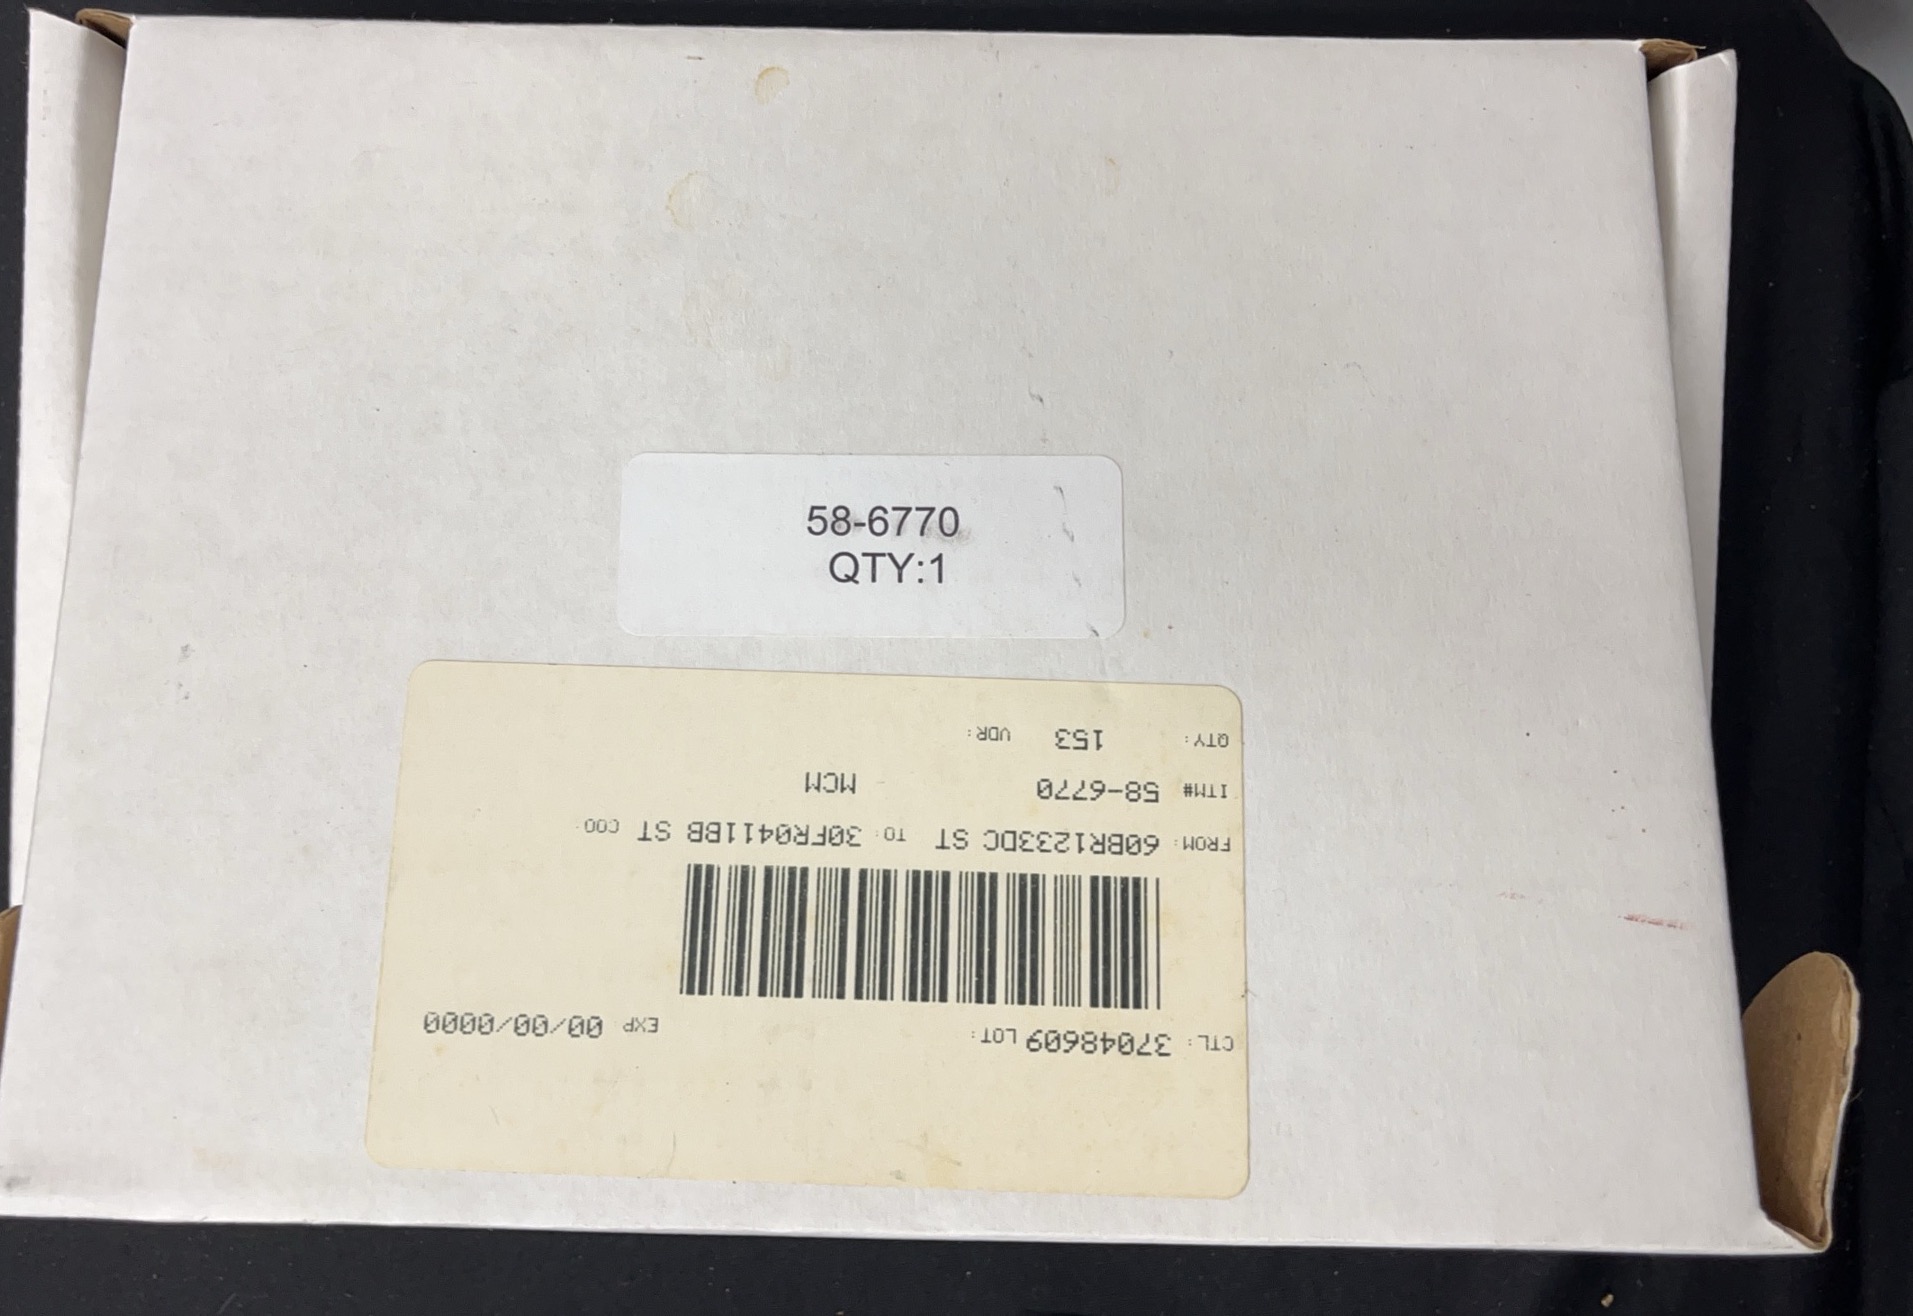 58-6770
QTY:1
CTL: 37048609 LOT: EXP 00/00/0000
FROM: 60BR1233DC ST TO: 30FR0411BB ST COO:
ITM# 58-6770 MCM
QTY: 153 VDR: